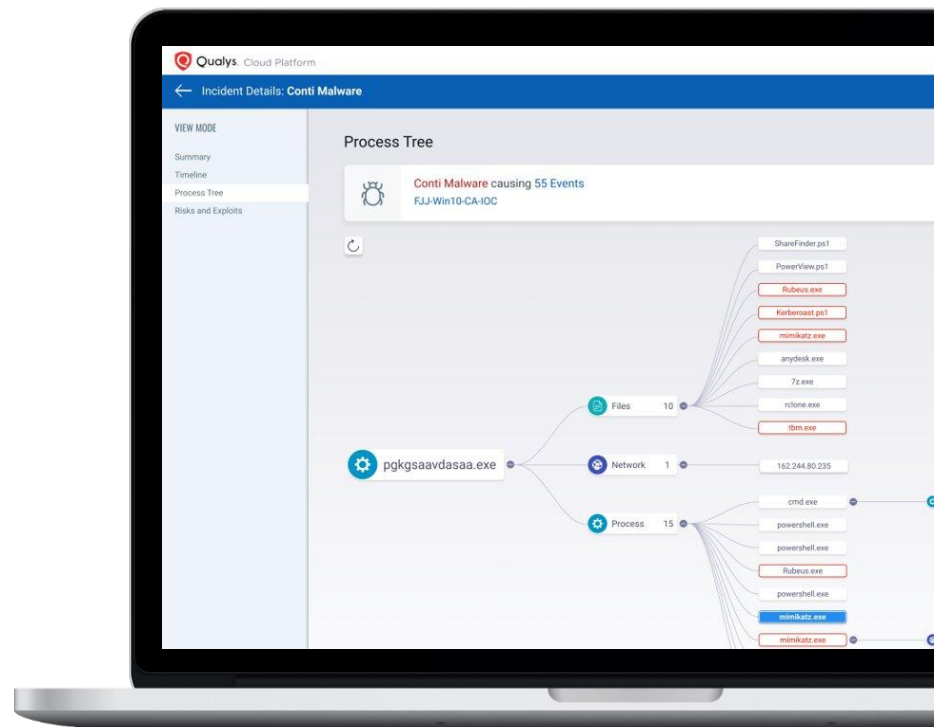 Qualys. Cloud Platform
Incident Details: Conti Malware
VIEW MODE
Summary
Timeline
Process Tree
Risks and Exploits
Process Tree
Conti Malware causing 55 Events
FJJ-Win10-CA-IOC
ShareFinder.ps1
PowerView.ps1
Rubeus.exe
Kerberoast.ps1
mimikatz.exe
anydesk.exe
7z.exe
rclone.exe
tbm.exe
Files 10
pgkgsaavdasaa.exe
Network 1
162.244.80.235
Process 15
cmd.exe
powershell.exe
powershell.exe
Rubeus.exe
powershell.exe
mimikatz.exe
mimikatz.exe